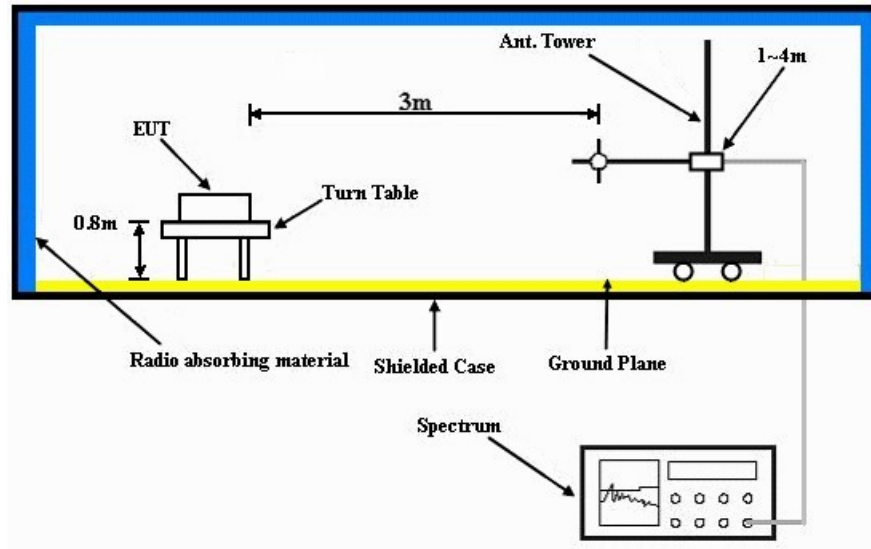 Ant. Tower
1~4m
3m
EUT
Turn Table
0.8m
Radio absorbing material
Shielded Case
Ground Plane
Spectrum